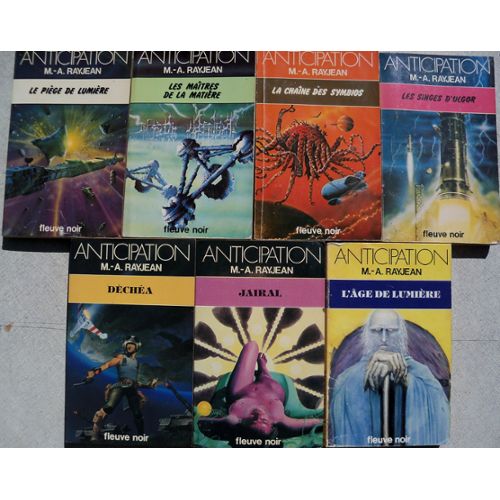 ANTICIPATION
M.-A. RAYJEAN
LE PIÈGE DE LUMIÈRE
fleuve noir
ANTICIPATION
M.-A. RAYJEAN
LES MAÎTRES
DE LA MATIÈRE
fleuve noir
ANTICIPATION
M.-A. RAYJEAN
LA CHAÎNE DES SYMBIOS
fleuve noir
ANTICIPATION
M.-A. RAYJEAN
LES SINGES D'ULGOR
fleuve noir
ANTICIPATION
M.-A. RAYJEAN
DÉCHÉA
fleuve noir
ANTICIPATION
M.-A. RAYJEAN
JAIRAL
fleuve noir
ANTICIPATION
M.-A. RAYJEAN
L'ÂGE DE LUMIÈRE
fleuve noir